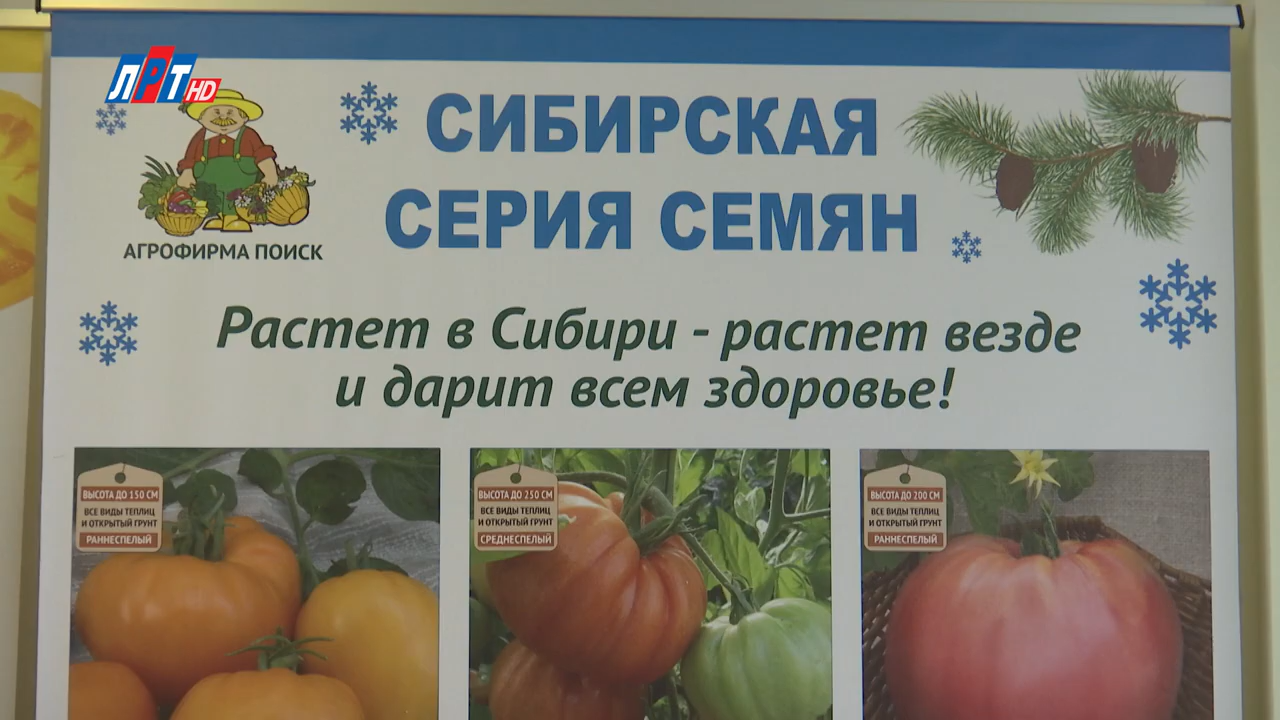 ЛРТ HD
СИБИРСКАЯ
СЕРИЯ СЕМЯН
АГРОФИРМА ПОИСК
Растет в Сибири - растет везде
и дарит всем здоровье!
ВЫСОТА ДО 150 СМ
ВСЕ ВИДЫ ТЕПЛИЦ
И ОТКРЫТЫЙ ГРУНТ
РАННЕСПЕЛЫЙ
ВЫСОТА ДО 250 СМ
ВСЕ ВИДЫ ТЕПЛИЦ
И ОТКРЫТЫЙ ГРУНТ
СРЕДНЕСПЕЛЫЙ
ВЫСОТА ДО 200 СМ
ВСЕ ВИДЫ ТЕПЛИЦ
И ОТКРЫТЫЙ ГРУНТ
РАННЕСПЕЛЫЙ